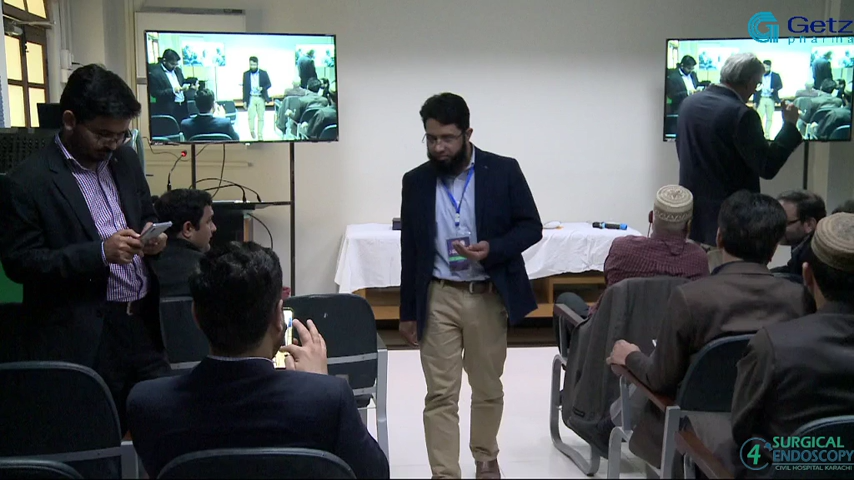 Getz
pharma
4th SURGICAL
ENDOSCOPY
CIVIL HOSPITAL KARACHI